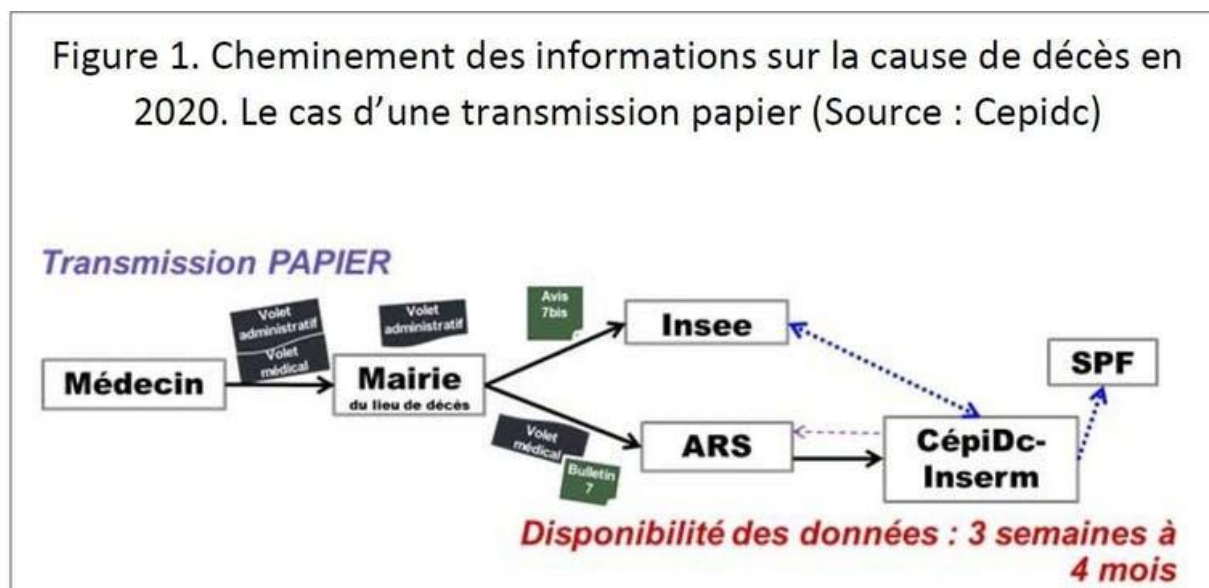 Figure 1. Cheminement des informations sur la cause de décès en
2020. Le cas d’une transmission papier (Source : Cepidc)
Transmission PAPIER
Volet
administratif
Volet
médical
Volet
administratif
Avis
7bis
Insee
SPF
Médecin
Mairie
du lieu de décés
Volet
médical
Bulletin
7
ARS
CépiDc-
Inserm
Disponibilité des données : 3 semaines à
4 mois